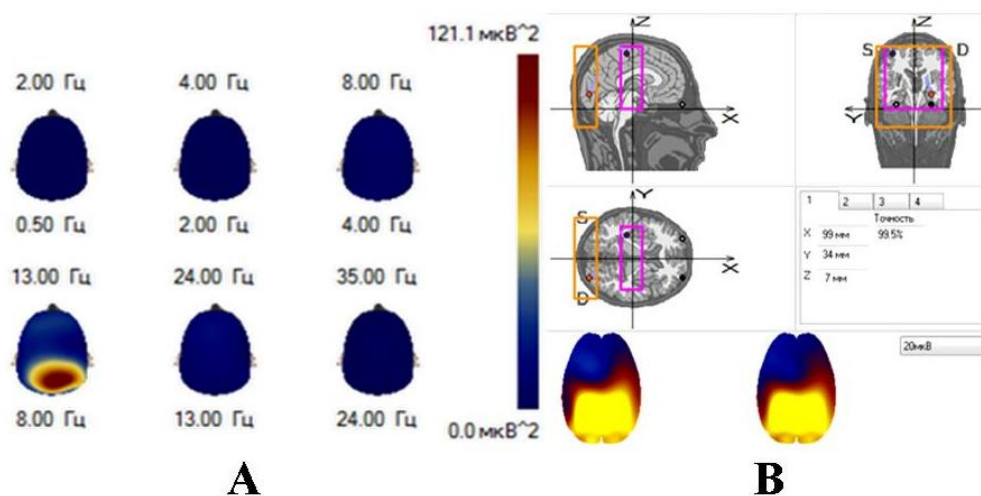 121.1 мкВ^2
2.00 Гц 4.00 Гц 8.00 Гц
0.50 Гц 2.00 Гц 4.00 Гц
13.00 Гц 24.00 Гц 35.00 Гц
8.00 Гц 13.00 Гц 24.00 Гц
0.0 мкВ^2
A
Z
X
Z
S D
Y
Y
S
X
D
1 2 3 4
Точность
X 99 мм 99.5%
Y 34 мм
Z 7 мм
20мкВ
B